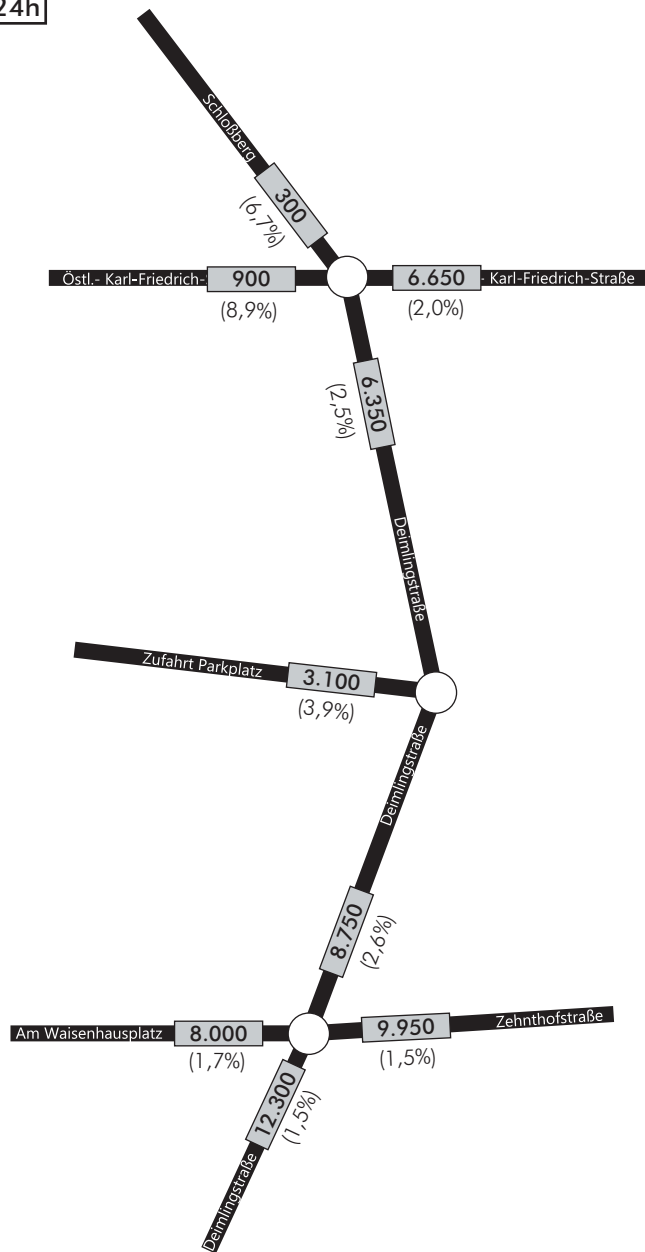 24h
Schloßberg
300
(6,7%)
Östl.- Karl-Friedrich-
900
(8,9%)
6.650
- Karl-Friedrich-Straße
(2,0%)
6.350
(2,5%)
Deimlingstraße
Zufahrt Parkplatz
3.100
(3,9%)
Deimlingstraße
8.750
(2,6%)
Am Waisenhausplatz
8.000
(1,7%)
9.950
(1,5%)
Zehnthofstraße
12.300
(1,5%)
Deimlingstraße